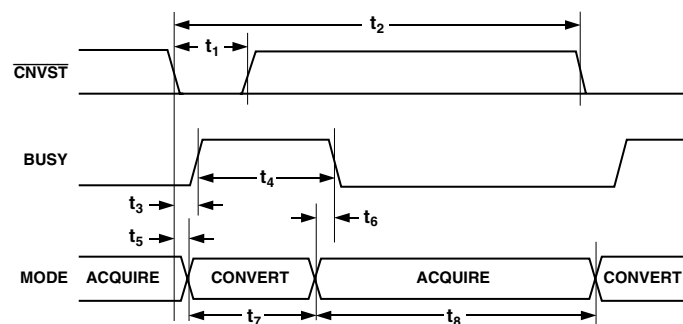 t2
t1
CNVST
BUSY
t4
t3
t6
t5
MODE ACQUIRE CONVERT ACQUIRE CONVERT
t7 t8